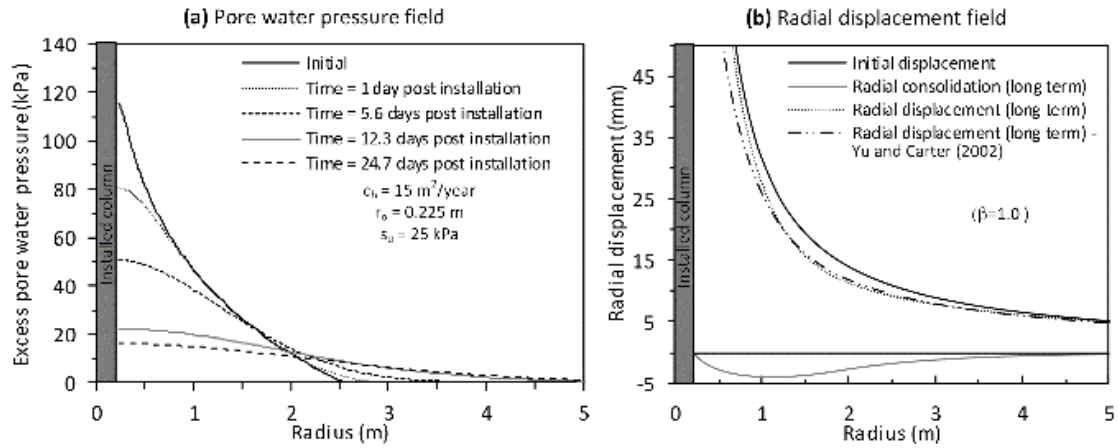 (a) Pore water pressure field
140
120
100
80
60
40
20
0
Excess pore water pressure (kPa)
Installed column
Initial
Time = 1 day post installation
Time = 5.6 days post installation
Time = 12.3 days post installation
Time = 24.7 days post installation
cₕ = 15 m²/year
r₀ = 0.225 m
sᵤ = 25 kPa
0 1 2 3 4 5
Radius (m)
(b) Radial displacement field
45
35
25
15
5
-5
Radial displacement (mm)
Installed column
Initial displacement
Radial consolidation (long term)
Radial displacement (long term)
Radial displacement (long term) -
Yu and Carter (2002)
(β=1.0 )
0 1 2 3 4 5
Radius (m)